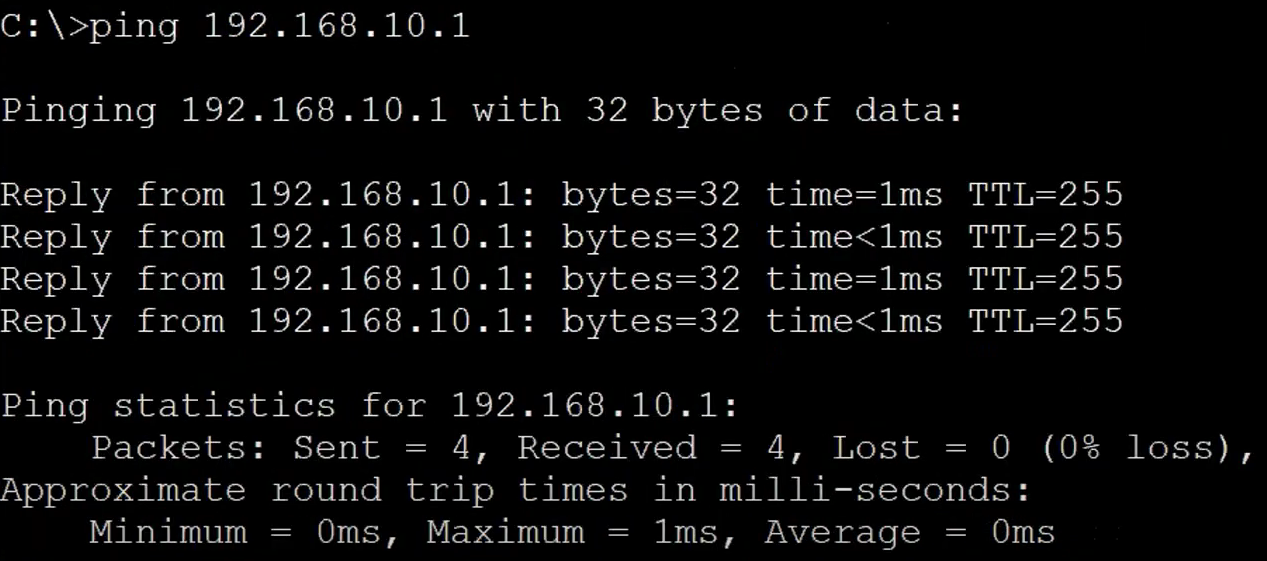 C:\>ping 192.168.10.1
Pinging 192.168.10.1 with 32 bytes of data:
Reply from 192.168.10.1: bytes=32 time=1ms TTL=255
Reply from 192.168.10.1: bytes=32 time<1ms TTL=255
Reply from 192.168.10.1: bytes=32 time=1ms TTL=255
Reply from 192.168.10.1: bytes=32 time<1ms TTL=255
Ping statistics for 192.168.10.1:
    Packets: Sent = 4, Received = 4, Lost = 0 (0% loss),
Approximate round trip times in milli-seconds:
    Minimum = 0ms, Maximum = 1ms, Average = 0ms